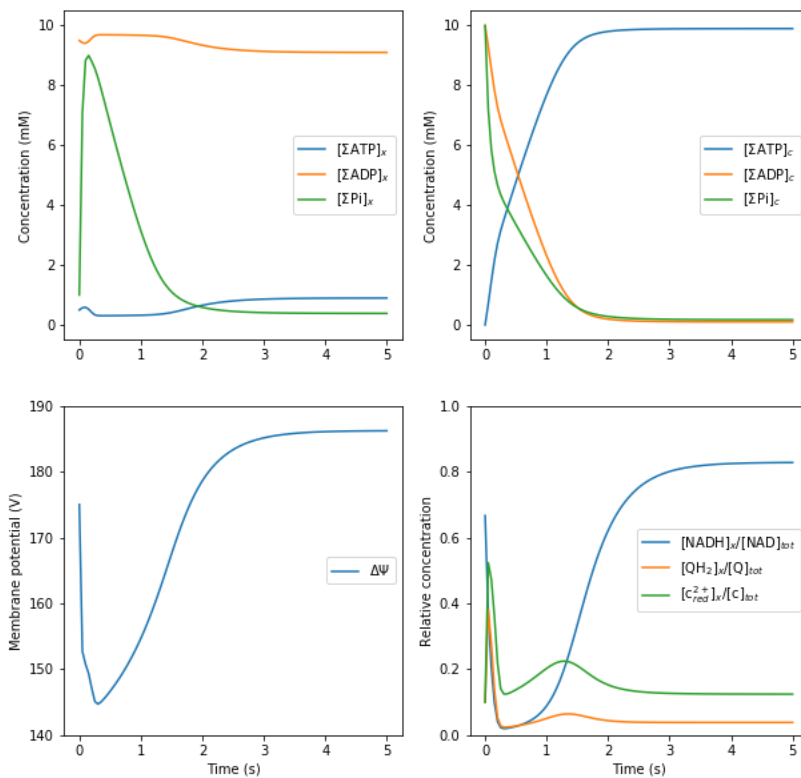 Concentration (mM)
10
8
6
4
2
0
[ΣATP]x
[ΣADP]x
[ΣPi]x
0 1 2 3 4 5
Concentration (mM)
10
8
6
4
2
0
[ΣATP]c
[ΣADP]c
[ΣPi]c
0 1 2 3 4 5
Membrane potential (V)
190
180
170
160
150
140
ΔΨ
0 1 2 3 4 5
Time (s)
Relative concentration
1.0
0.8
0.6
0.4
0.2
0.0
[NADH]x/[NAD]tot
[QH2]x/[Q]tot
[c2+red]x/[c]tot
0 1 2 3 4 5
Time (s)